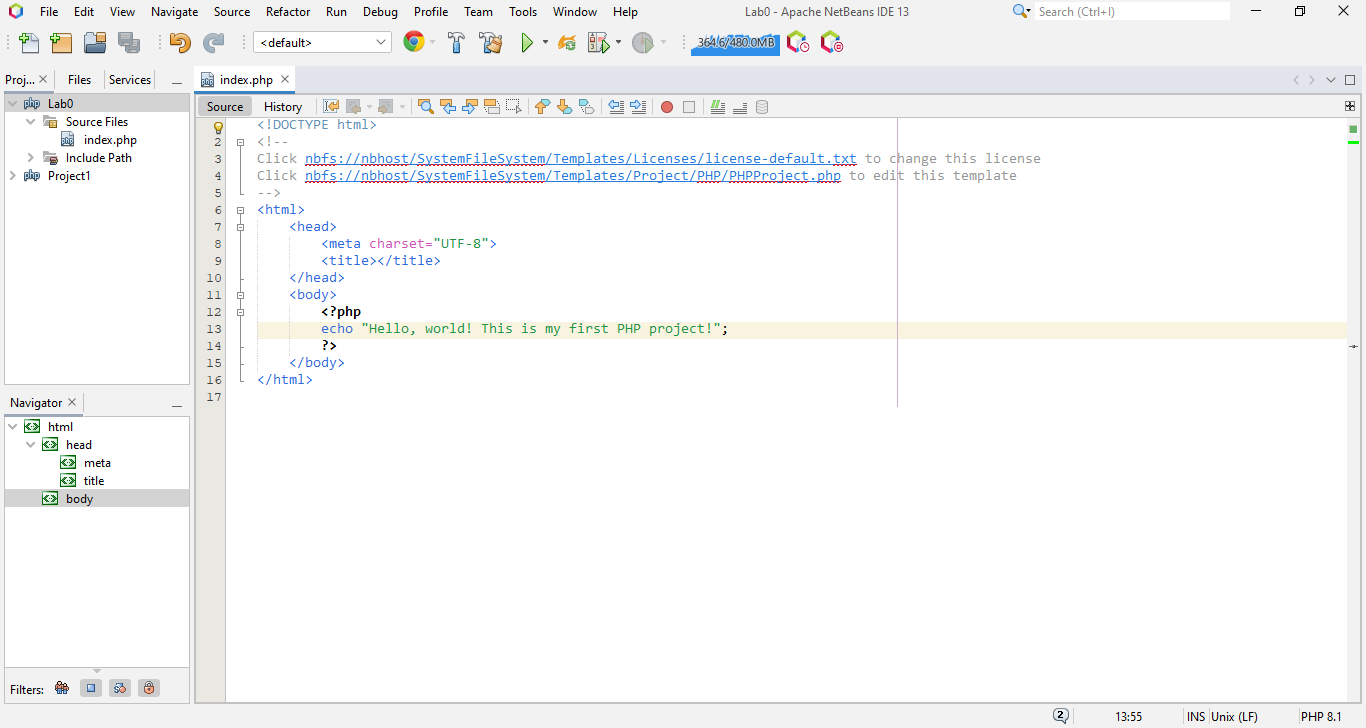 File Edit View Navigate Source Refactor Run Debug Profile Team Tools Window Help
Lab0 - Apache NetBeans IDE 13
Search (Ctrl+I)
<default>
364.6/480.0MB
Proj... Files Services
Lab0
Source Files
index.php
Include Path
Project1
index.php
Source History
<!DOCTYPE html>
2 <!--
3 Click nbfs://nbhost/SystemFileSystem/Templates/Licenses/license-default.txt to change this license
4 Click nbfs://nbhost/SystemFileSystem/Templates/Project/PHP/PHPProject.php to edit this template
5 -->
6 <html>
7 <head>
8 <meta charset="UTF-8">
9 <title></title>
10 </head>
11 <body>
12 <?php
13 echo "Hello, world! This is my first PHP project!";
14 ?>
15 </body>
16 </html>
17
Navigator
html
head
meta
title
body
Filters:
2
13:55
INS
Unix (LF)
PHP 8.1